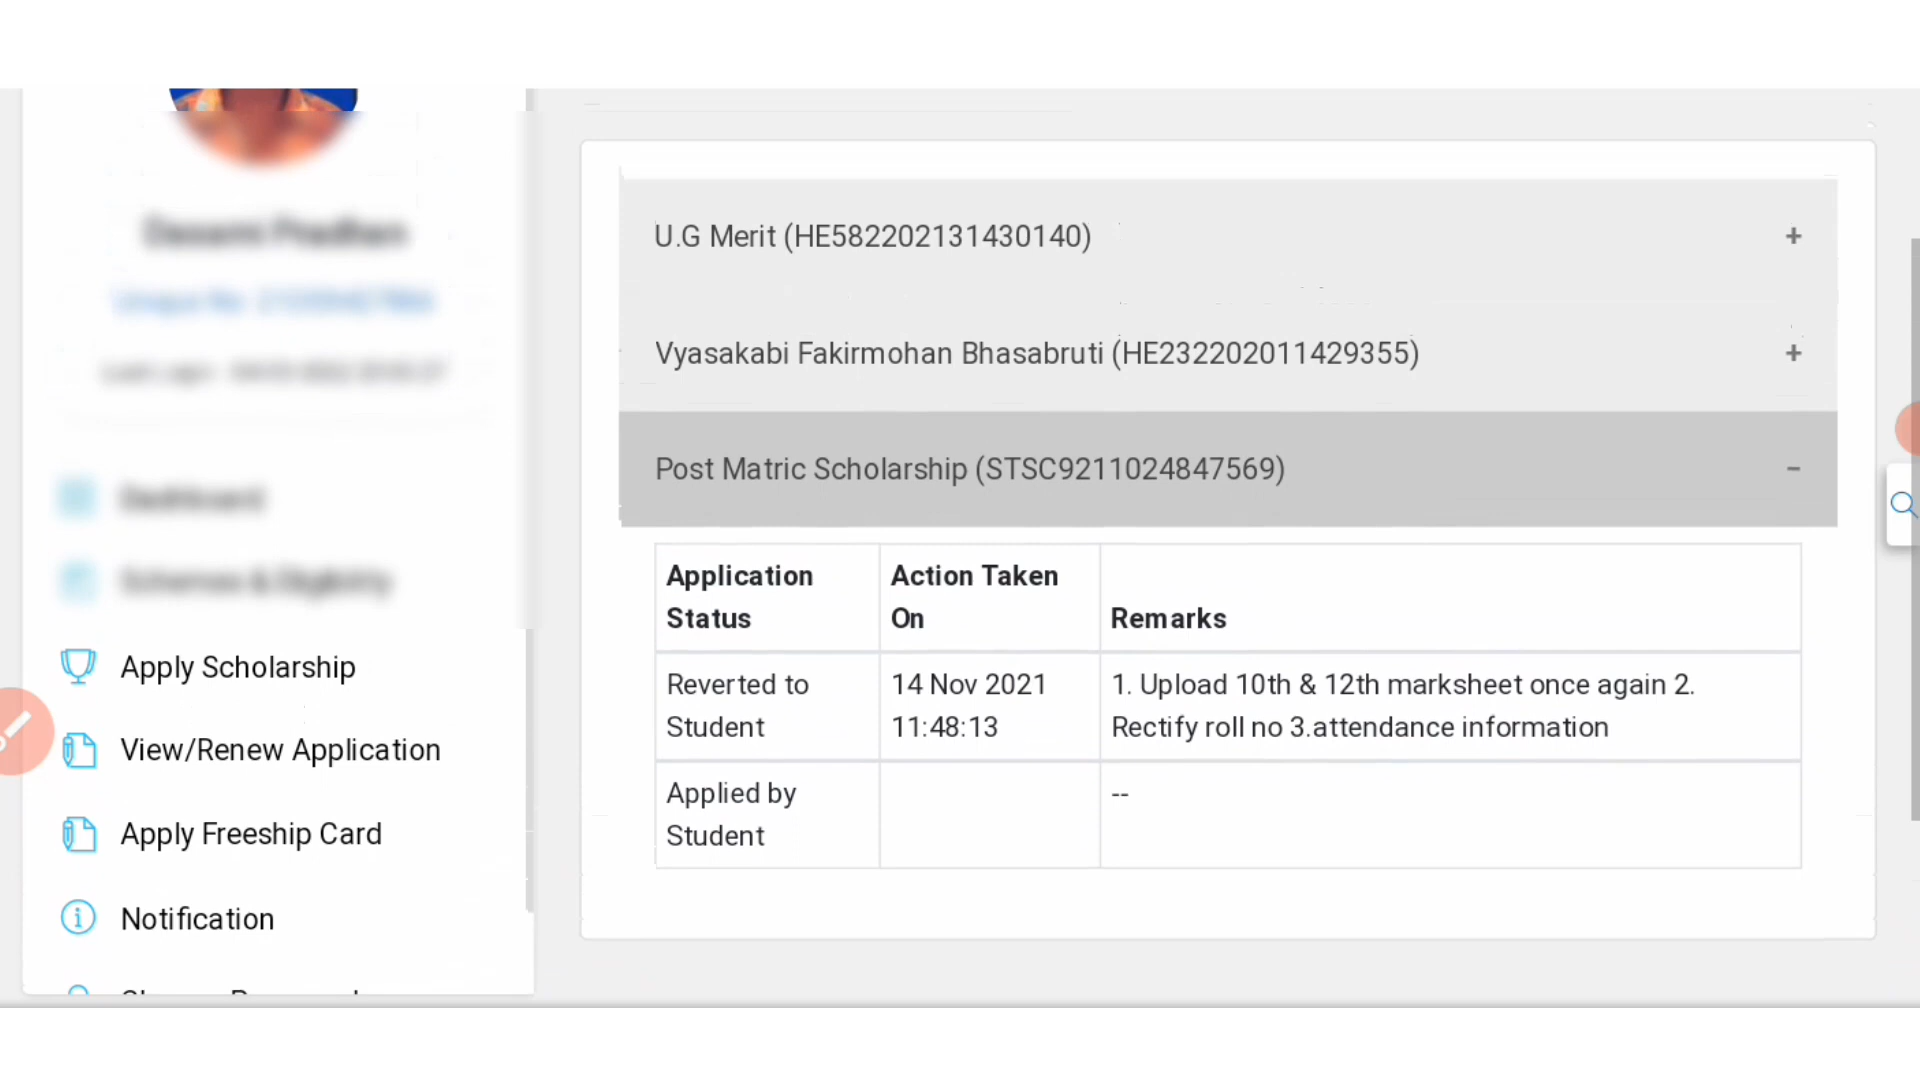 Apply Scholarship
View/Renew Application
Apply Freeship Card
Notification
U.G Merit (HE582202131430140) +
Vyasakabi Fakirmohan Bhasabruti (HE232202011429355) +
Post Matric Scholarship (STSC9211024847569) −
Application
Status
Action Taken
On
Remarks
Reverted to
Student
14 Nov 2021
11:48:13
1. Upload 10th & 12th marksheet once again 2.
Rectify roll no 3.attendance information
Applied by
Student
--